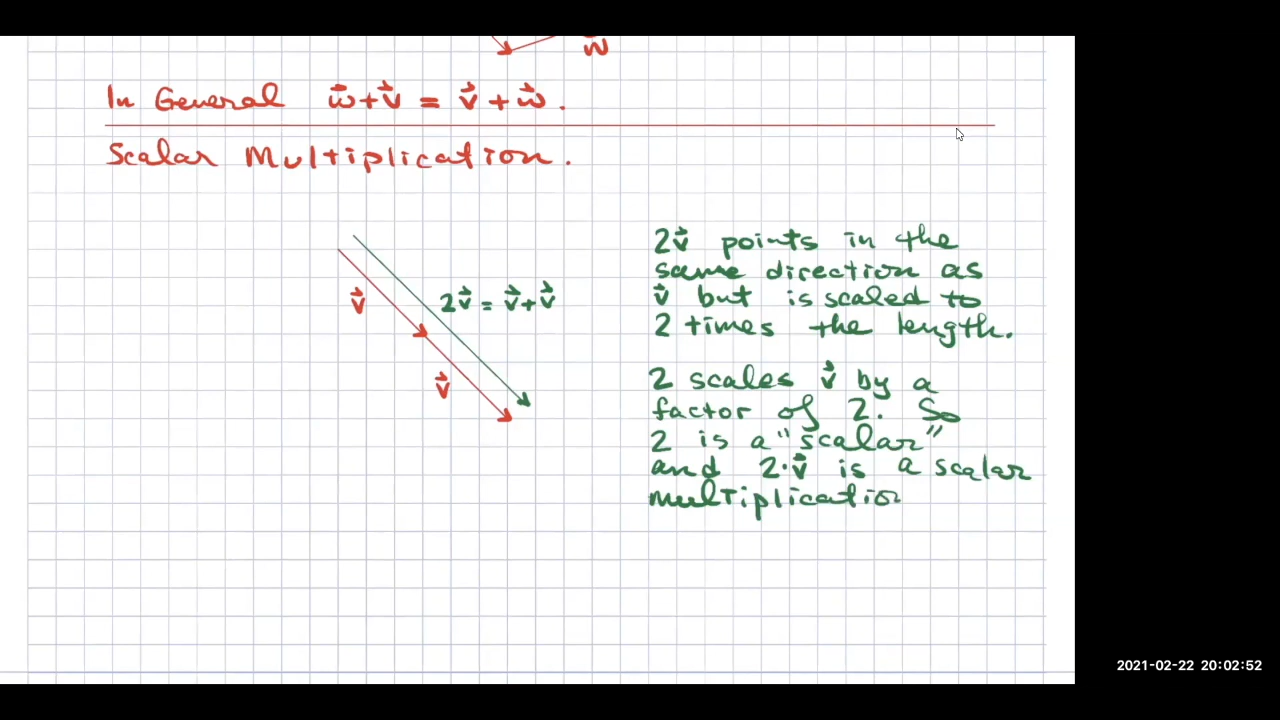 w⃗
In General w⃗ + v⃗ = v⃗ + w⃗.
Scalar Multiplication.
v⃗
2v⃗ = v⃗ + v⃗
v⃗
2v⃗ points in the
same direction as
v⃗ but is scaled to
2 times the length.
2 scales v⃗ by a
factor of 2. So
2 is a "scalar"
and 2·v⃗ is a scalar
multiplication
2021-02-22 20:02:52